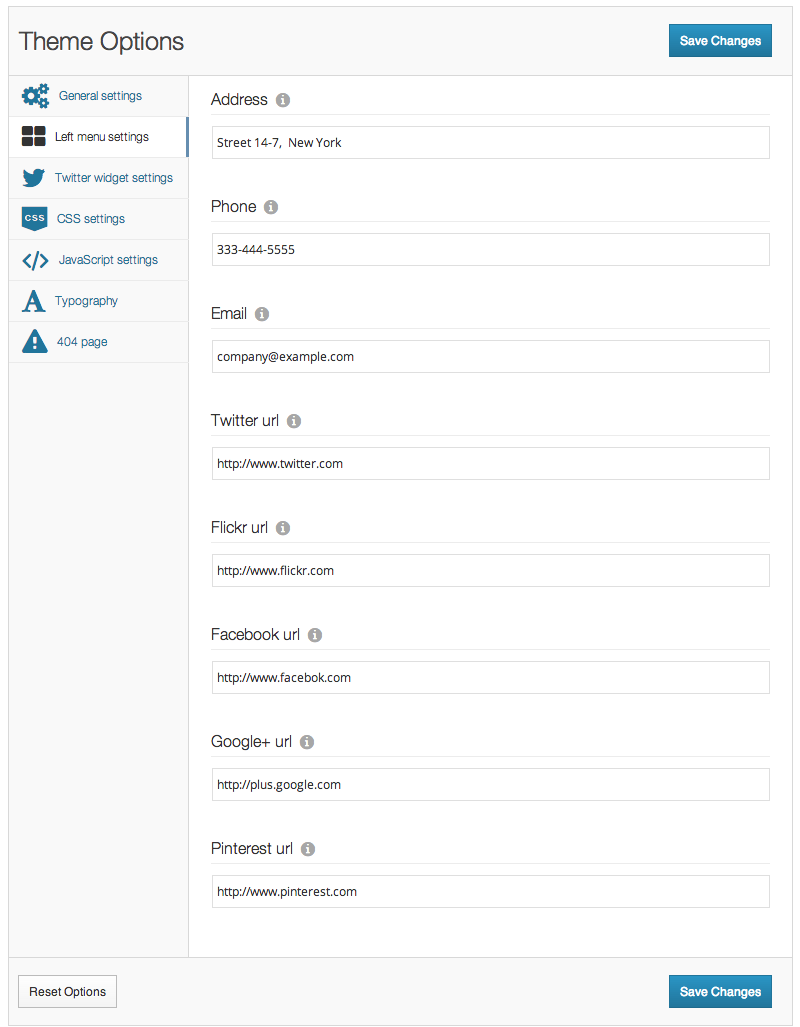 Theme Options
Save Changes
General settings
Left menu settings
Twitter widget settings
CSS
CSS settings
JavaScript settings
Typography
404 page
Address
Street 14-7,  New York
Phone
333-444-5555
Email
company@example.com
Twitter url
http://www.twitter.com
Flickr url
http://www.flickr.com
Facebook url
http://www.facebok.com
Google+ url
http://plus.google.com
Pinterest url
http://www.pinterest.com
Reset Options
Save Changes